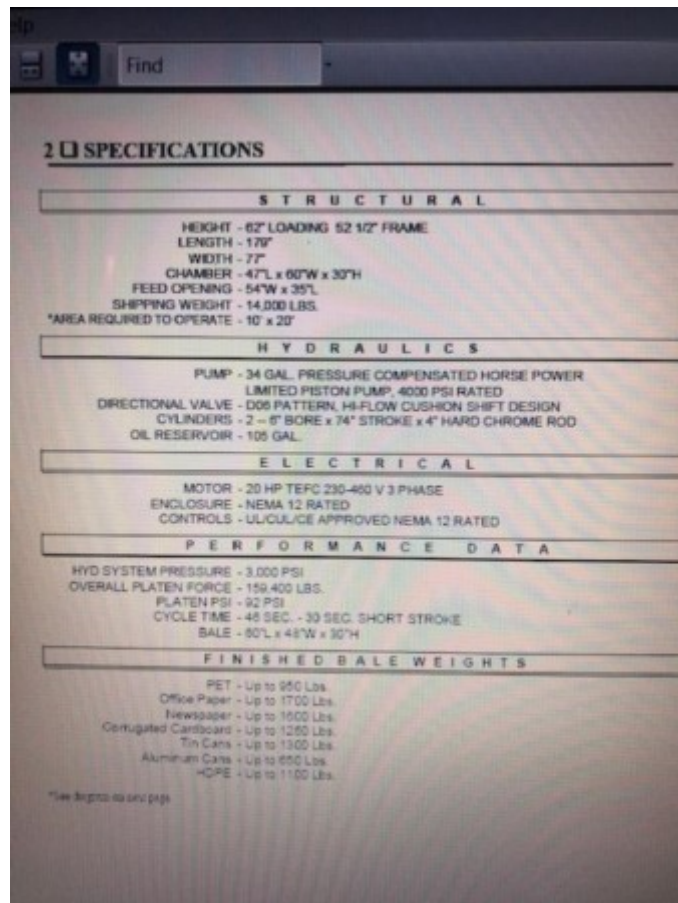 elp
Find
2 ❑ SPECIFICATIONS
STRUCTURAL
HEIGHT - 62" LOADING 52 1/2" FRAME
LENGTH - 179"
WIDTH - 77"
CHAMBER - 47"L x 60"W x 30"H
FEED OPENING - 54"W x 35"L
SHIPPING WEIGHT - 14,000 LBS.
*AREA REQUIRED TO OPERATE - 10' x 20'
HYDRAULICS
PUMP - 34 GAL. PRESSURE COMPENSATED HORSE POWER
LIMITED PISTON PUMP, 4000 PSI RATED
DIRECTIONAL VALVE - D06 PATTERN, HI-FLOW CUSHION SHIFT DESIGN
CYLINDERS - 2 – 6" BORE x 74" STROKE x 4" HARD CHROME ROD
OIL RESERVOIR - 105 GAL.
ELECTRICAL
MOTOR - 20 HP TEFC 230-460 V 3 PHASE
ENCLOSURE - NEMA 12 RATED
CONTROLS - UL/CUL/CE APPROVED NEMA 12 RATED
PERFORMANCE DATA
HYD SYSTEM PRESSURE - 3,000 PSI
OVERALL PLATEN FORCE - 169,400 LBS.
PLATEN PSI - 92 PSI
CYCLE TIME - 46 SEC. - 30 SEC. SHORT STROKE
BALE - 60"L x 48"W x 30"H
FINISHED BALE WEIGHTS
PET - Up to 950 Lbs.
Office Paper - Up to 1700 Lbs.
Newspaper - Up to 1600 Lbs.
Corrugated Cardboard - Up to 1250 Lbs.
Tin Cans - Up to 1300 Lbs.
Aluminum Cans - Up to 650 Lbs.
HDPE - Up to 1100 Lbs.
*See on next page